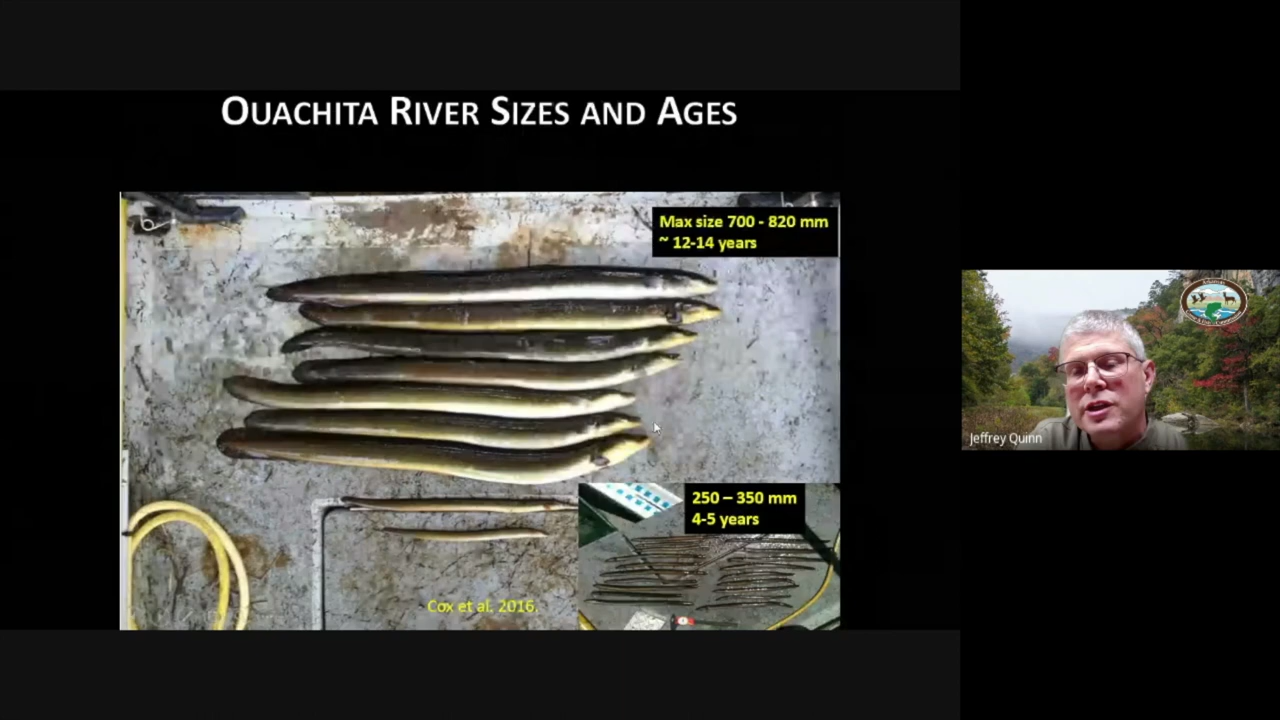 OUACHITA RIVER SIZES AND AGES
Max size 700 - 820 mm
~ 12-14 years
250 – 350 mm
4-5 years
Cox et al. 2016.
Jeffrey Quinn